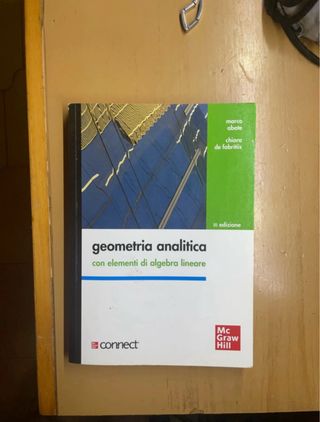 marco
abate
chiara
de fabritiis
III edizione
geometria analitica
con elementi di algebra lineare
connect
Mc
Graw
Hill